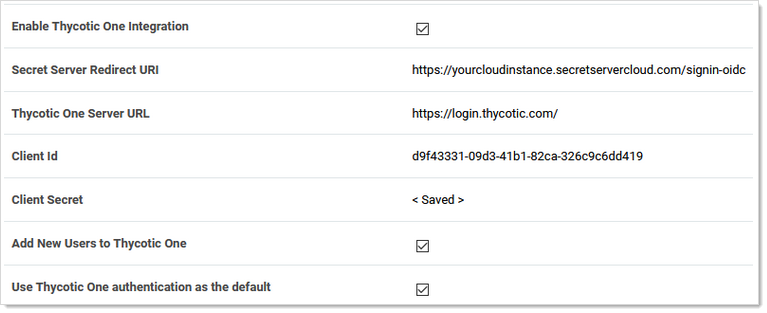 Enable Thycotic One Integration
Secret Server Redirect URI https://yourcloudinstance.secretservercloud.com/signin-oidc
Thycotic One Server URL https://login.thycotic.com/
Client Id d9f43331-09d3-41b1-82ca-326c9c6dd419
Client Secret < Saved >
Add New Users to Thycotic One
Use Thycotic One authentication as the default